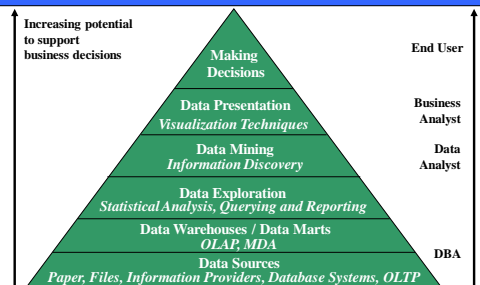 Increasing potential
to support
business decisions
End User
Making
Decisions
Business
Analyst
Data Presentation
Visualization Techniques
Data
Analyst
Data Mining
Information Discovery
Data Exploration
Statistical Analysis, Querying and Reporting
Data Warehouses / Data Marts
OLAP, MDA
DBA
Data Sources
Paper, Files, Information Providers, Database Systems, OLTP